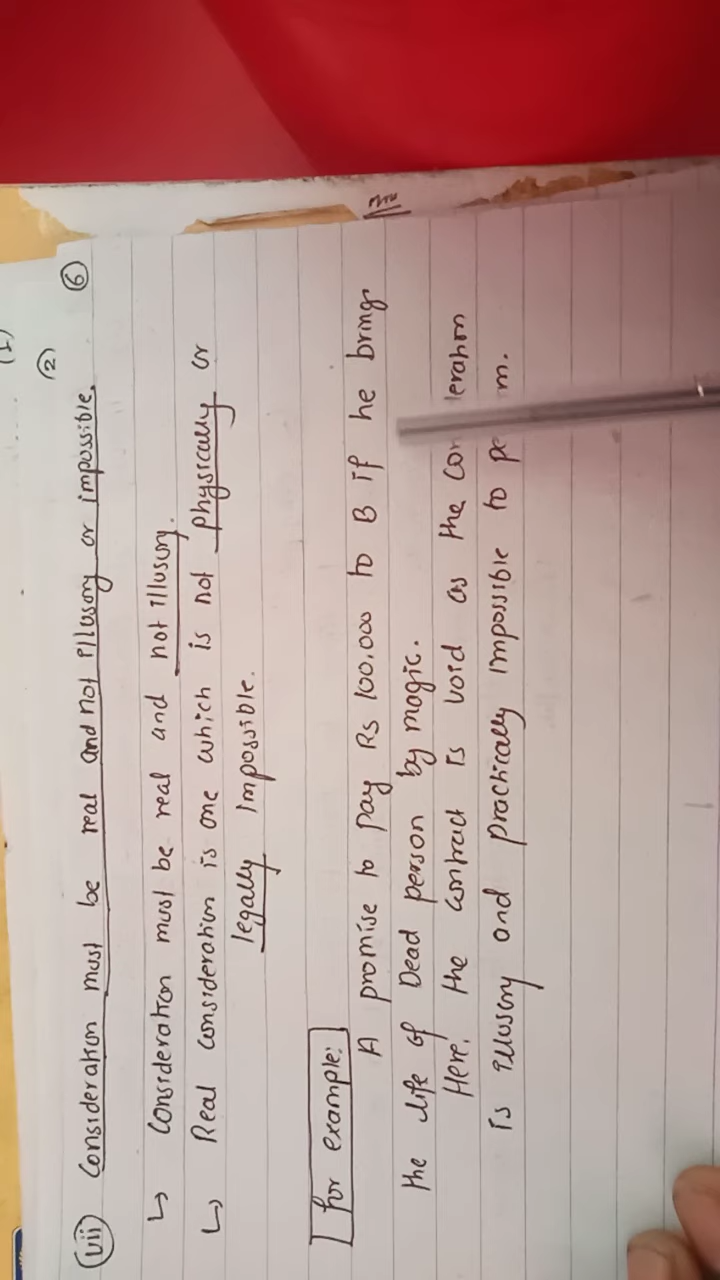 (1)
(2)
(6)
(vii) Consideration must be real and not illusory or impossible.
↳ Consideration must be real and not illusory.
↳ Real consideration is one which is not physically or
legally impossible.
for example:
A promise to pay Rs 100,000 to B if he bring
the life of Dead person by magic.
Here, the contract is void as the
is illusory and practically impossible to